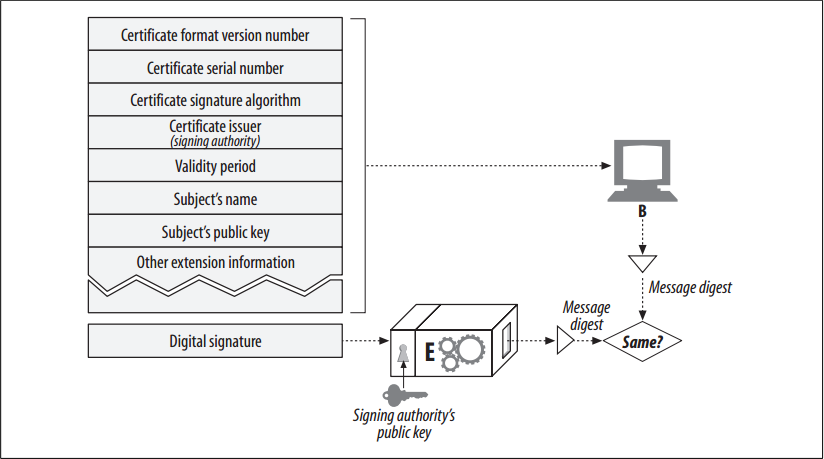 Certificate format version number
Certificate serial number
Certificate signature algorithm
Certificate issuer
(signing authority)
Validity period
Subject's name
Subject's public key
Other extension information
Digital signature
E
Signing authority's
public key
Message
digest
B
Message digest
Same?